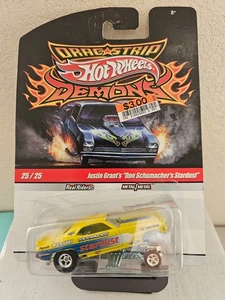 8+
DRAG STRIP
Hot Wheels
DEMONS
$3.00
25/25
Justin Grant's "Don Schumacher's Stardust"
Real Riders
METAL/METAL
Stardust